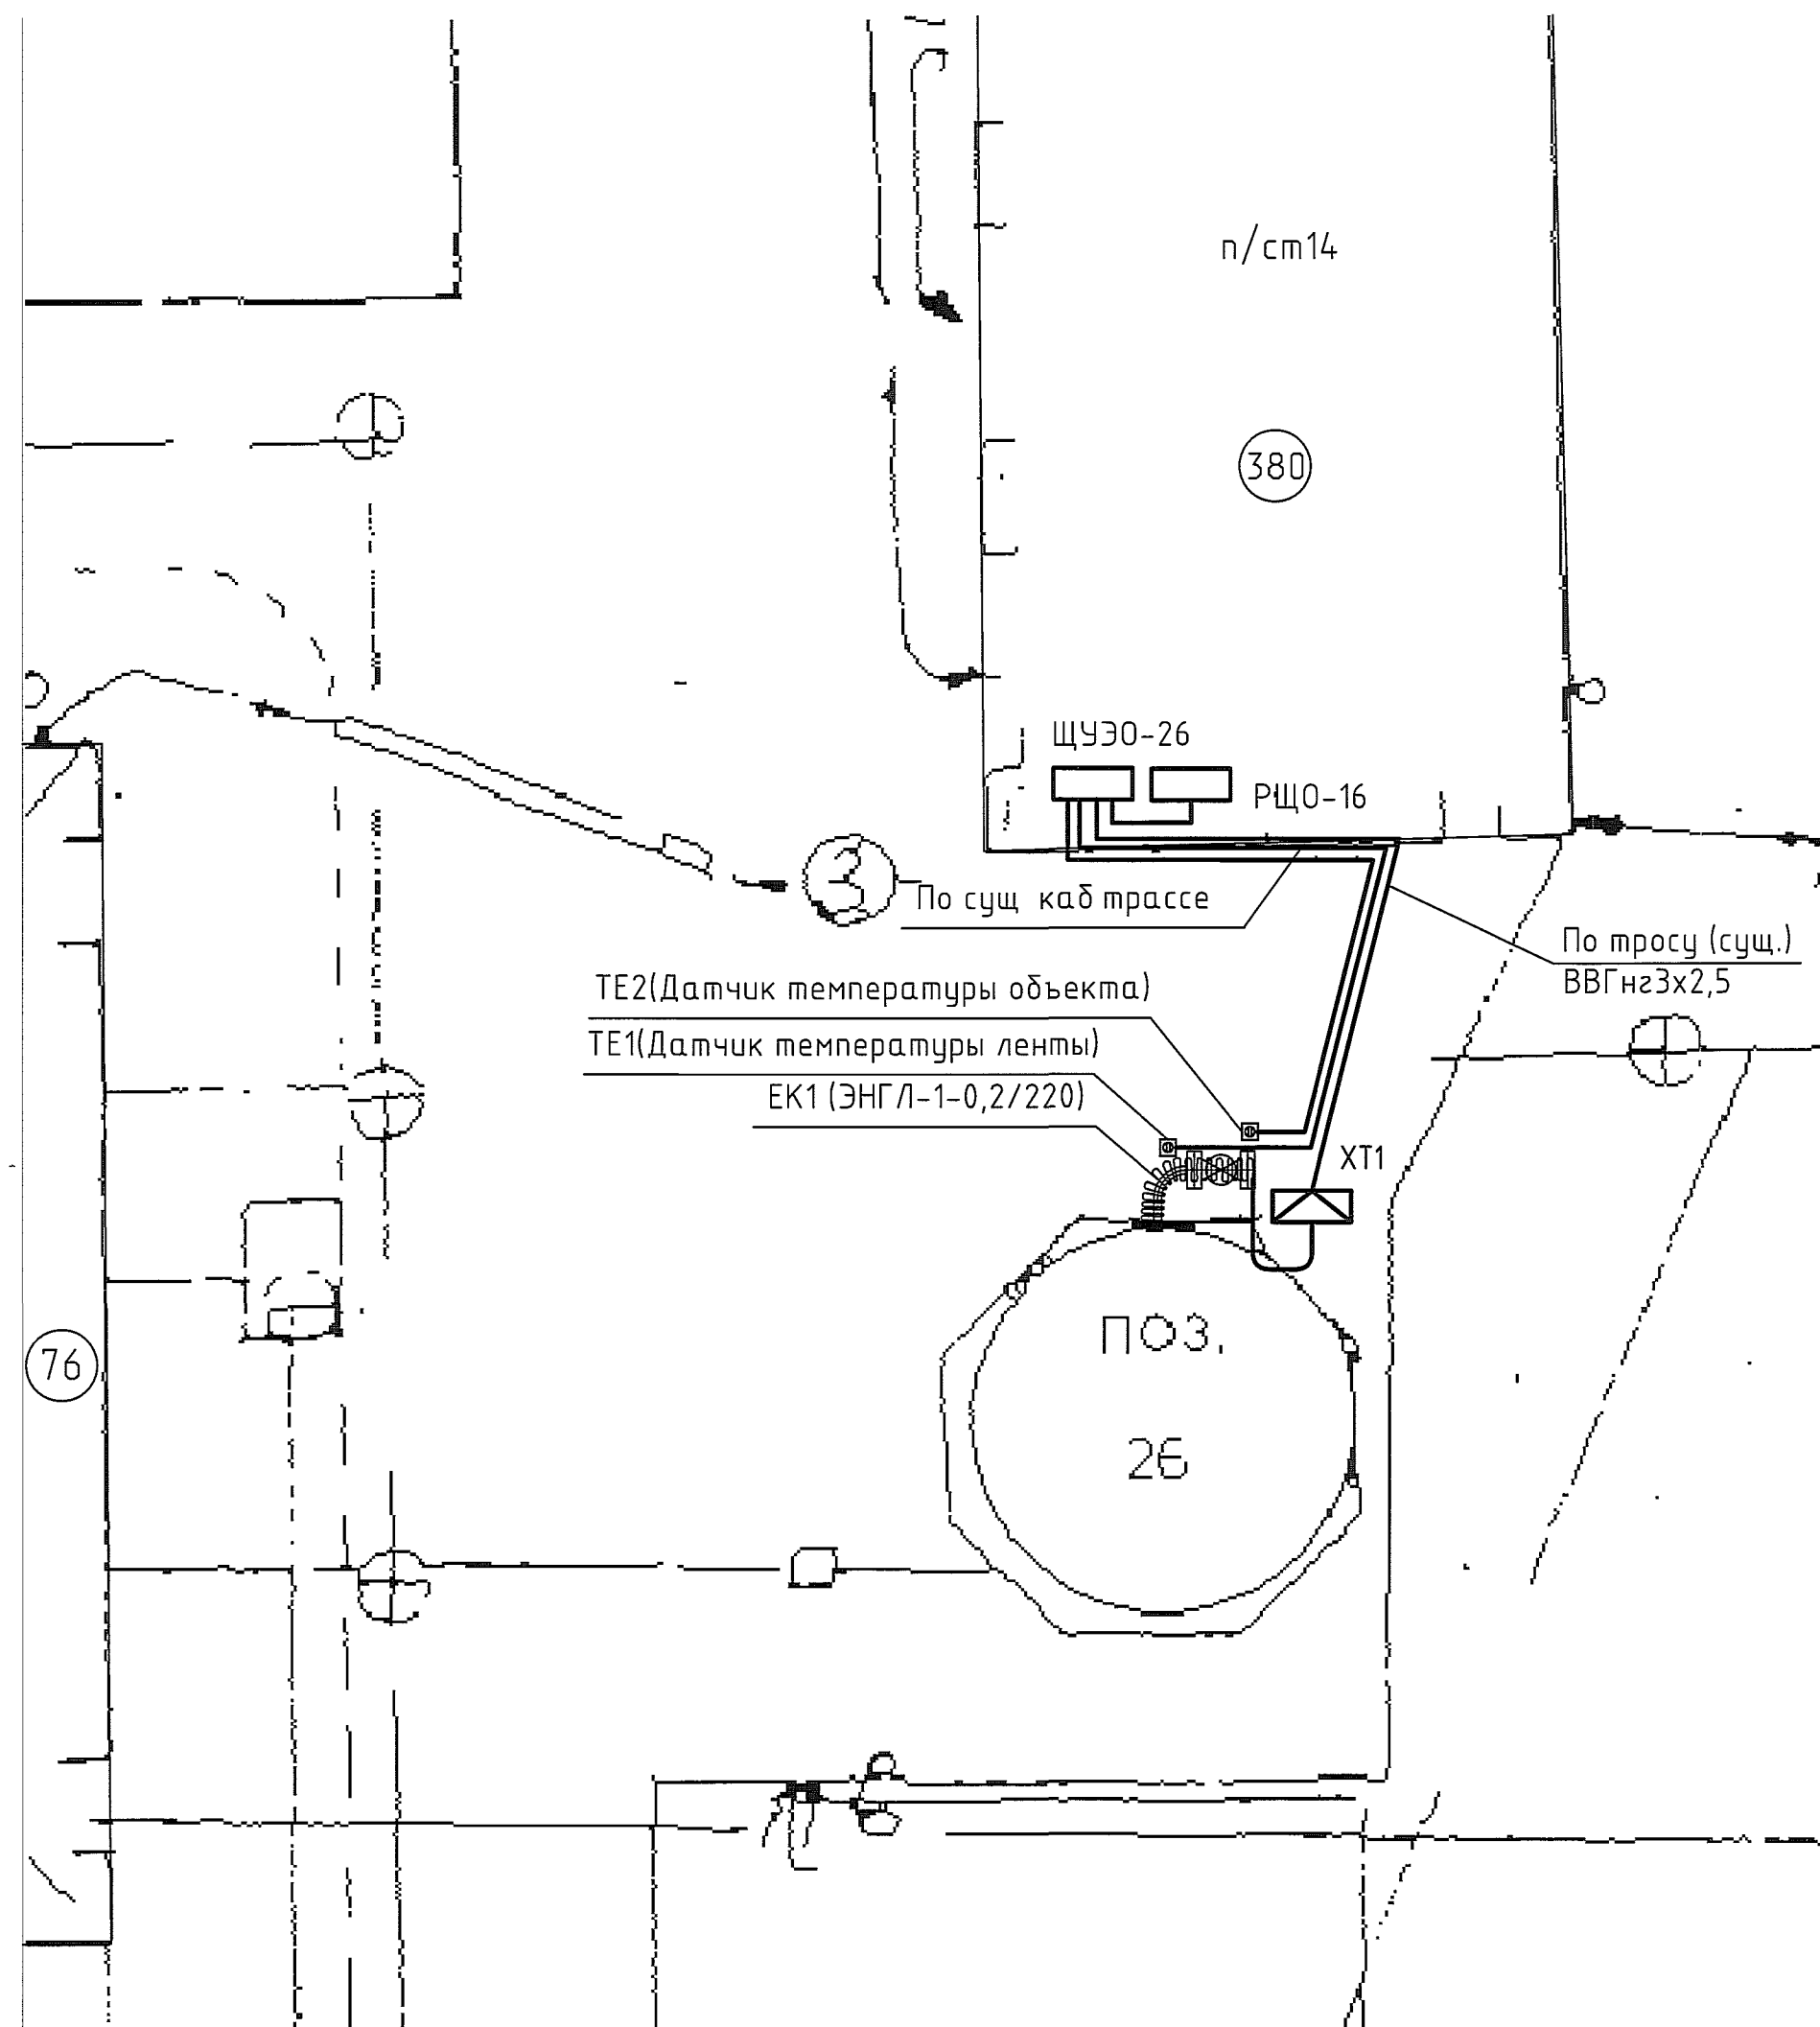 п/ст14
380
ЩУЭО-26
РЩО-16
По сущ каб трассе
По тросу (сущ.)
ВВГнг3х2,5
ТЕ2(Датчик температуры объекта)
ТЕ1(Датчик температуры ленты)
ЕК1 (ЭНГЛ-1-0,2/220)
ХТ1
ПОЗ.
26
76